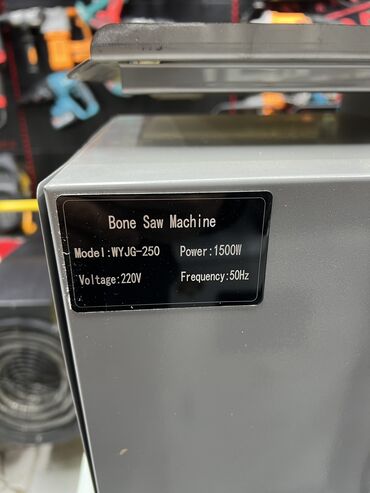 Bone Saw Machine
Model:WYJG-250 Power:1500W
Voltage:220V Frequency:50Hz